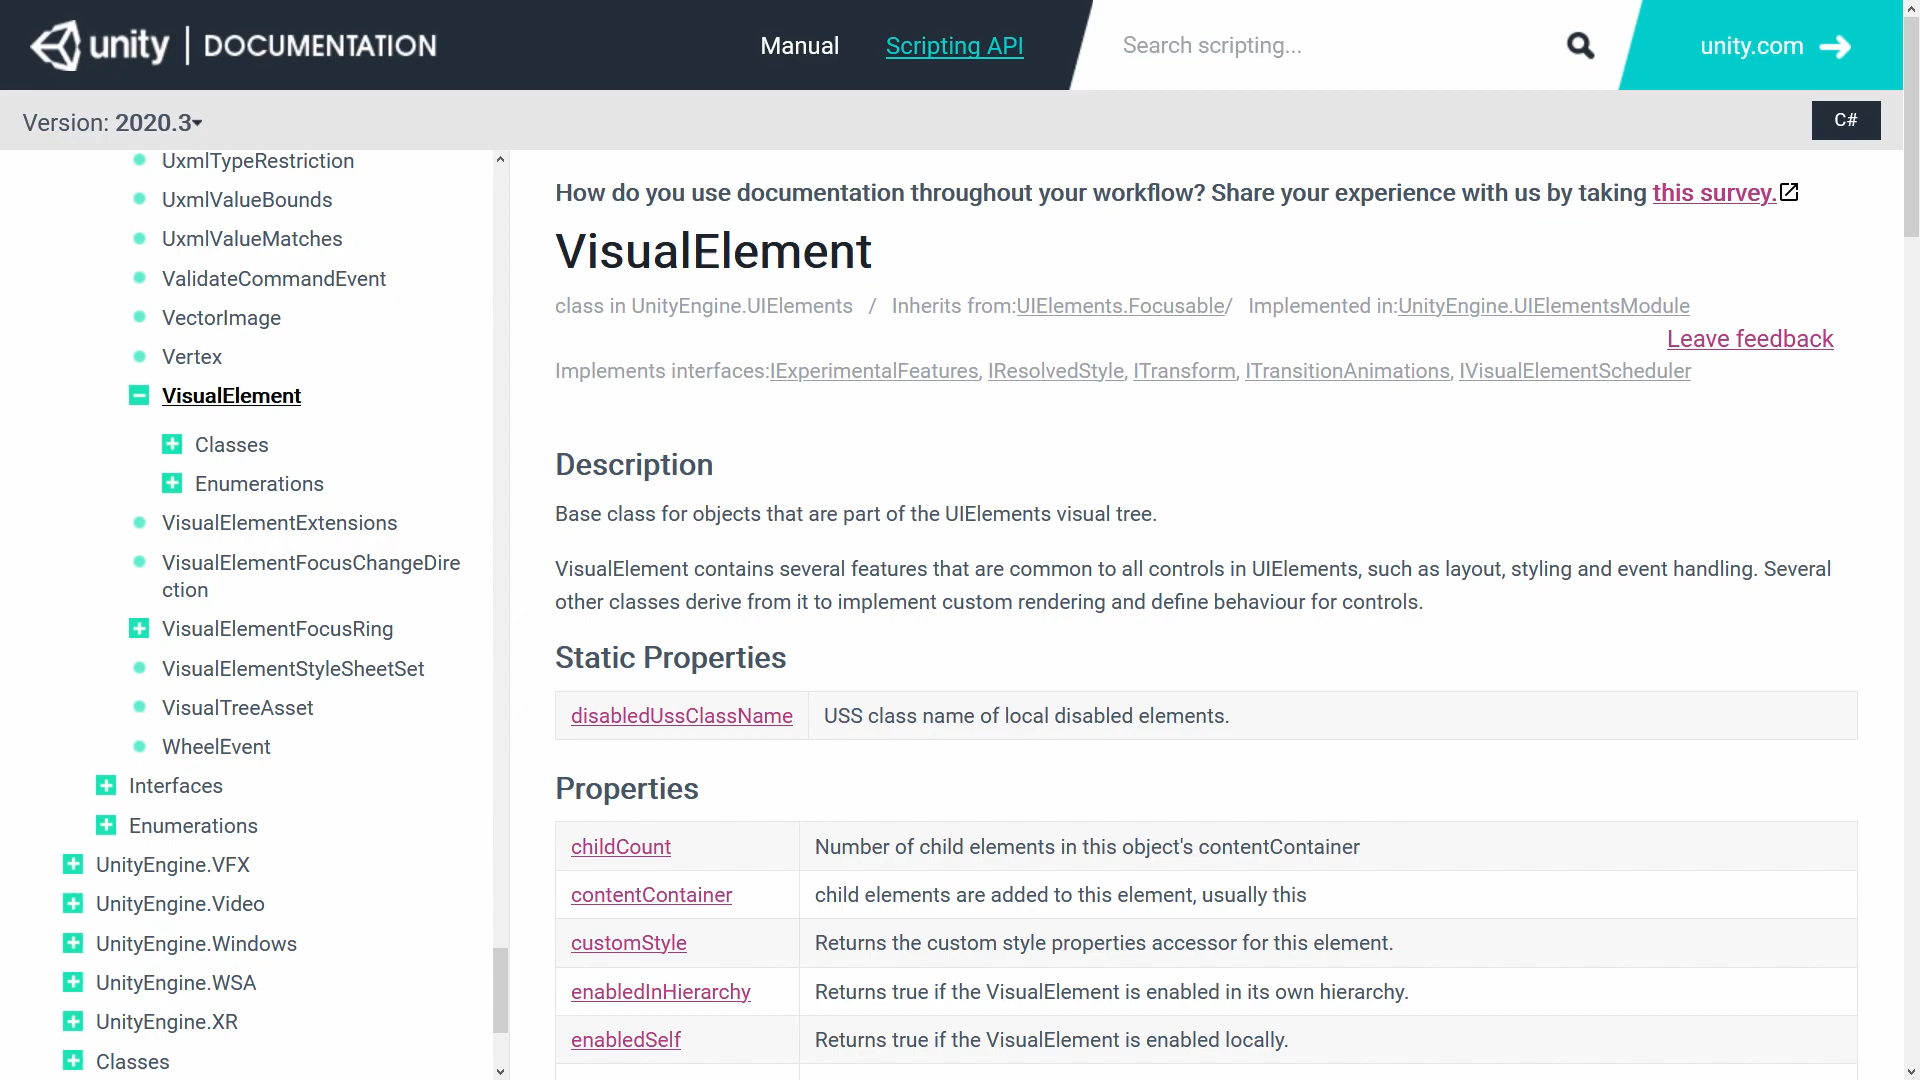 unity | DOCUMENTATION
Manual
Scripting API
Search scripting...
unity.com
Version: 2020.3
C#
UxmlTypeRestriction
UxmlValueBounds
UxmlValueMatches
ValidateCommandEvent
VectorImage
Vertex
VisualElement
Classes
Enumerations
VisualElementExtensions
VisualElementFocusChangeDire
ction
VisualElementFocusRing
VisualElementStyleSheetSet
VisualTreeAsset
WheelEvent
Interfaces
Enumerations
UnityEngine.VFX
UnityEngine.Video
UnityEngine.Windows
UnityEngine.WSA
UnityEngine.XR
Classes
How do you use documentation throughout your workflow? Share your experience with us by taking this survey.
VisualElement
class in UnityEngine.UIElements / Inherits from:UIElements.Focusable/ Implemented in:UnityEngine.UIElementsModule
Leave feedback
Implements interfaces:IExperimentalFeatures, IResolvedStyle, ITransform, ITransitionAnimations, IVisualElementScheduler
Description
Base class for objects that are part of the UIElements visual tree.
VisualElement contains several features that are common to all controls in UIElements, such as layout, styling and event handling. Several
other classes derive from it to implement custom rendering and define behaviour for controls.
Static Properties
disabledUssClassName USS class name of local disabled elements.
Properties
childCount Number of child elements in this object's contentContainer
contentContainer child elements are added to this element, usually this
customStyle Returns the custom style properties accessor for this element.
enabledInHierarchy Returns true if the VisualElement is enabled in its own hierarchy.
enabledSelf Returns true if the VisualElement is enabled locally.